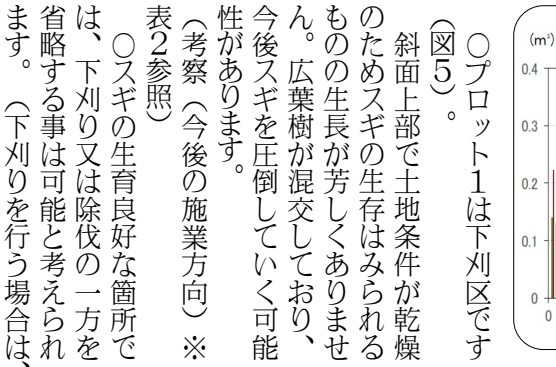 ○プロット1は下刈区です
(図5)。
斜面上部で土地条件が乾燥
のためスギの生存はみられる
ものの生長が芳しくありませ
ん。広葉樹が混交しており、
今後スギを圧倒していく可能
性があります。
(考察(今後の施業方向)※
表2参照)
○スギの生育良好な箇所で
は、下刈り又は除伐の一方を
省略する事は可能と考えられ
ます。(下刈りを行う場合は、
(m³)
0.4
0.3
0.2
0.1
0
0